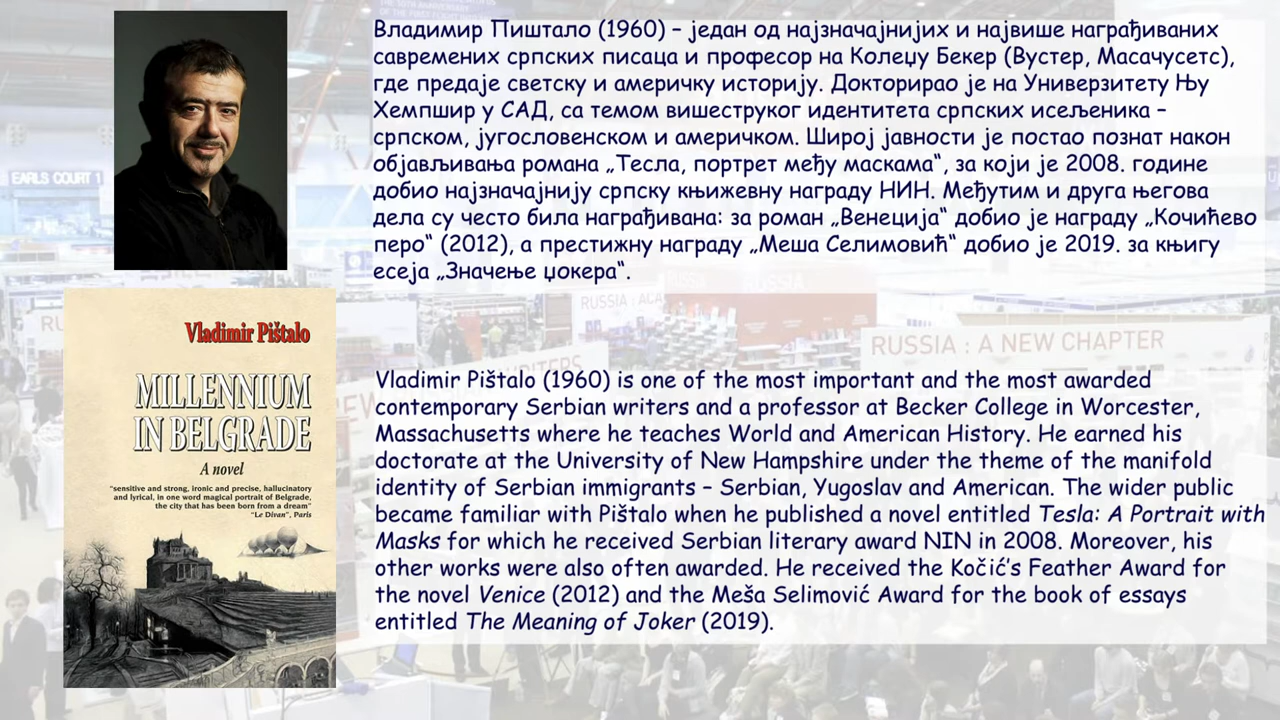 Владимир Пиштало (1960) – један од најзначајнијих и највише награђиваних
савремених српских писаца и професор на Колеџу Бекер (Вустер, Масачусетс),
где предаје светску и америчку историју. Докторирао је на Универзитету Њу
Хемпшир у САД, са темом вишеструког идентитета српских исељеника –
српском, југословенском и америчком. Широј јавности је постао познат након
објављивања романа „Тесла, портрет међу маскама“, за који је 2008. године
добио најзначајнију српску књижевну награду НИН. Међутим и друга његова
дела су често била награђивана: за роман „Венеција“ добио је награду „Кочићево
перо“ (2012), а престижну награду „Меша Селимовић“ добио је 2019. за књигу
есеја „Значење џокера“.
EARLS COURT 1
Vladimir Pištalo
MILLENNIUM
IN BELGRADE
A novel
"sensitive and strong, ironic and precise, hallucinatory
and lyrical, in one word magical portrait of Belgrade,
the city that has been born from a dream"
"Le Divan", Paris
RUSSIA : A NEW CHAPTER
Vladimir Pištalo (1960) is one of the most important and the most awarded
contemporary Serbian writers and a professor at Becker College in Worcester,
Massachusetts where he teaches World and American History. He earned his
doctorate at the University of New Hampshire under the theme of the manifold
identity of Serbian immigrants – Serbian, Yugoslav and American. The wider public
became familiar with Pištalo when he published a novel entitled Tesla: A Portrait with
Masks for which he received Serbian literary award NIN in 2008. Moreover, his
other works were also often awarded. He received the Kočić’s Feather Award for
the novel Venice (2012) and the Meša Selimović Award for the book of essays
entitled The Meaning of Joker (2019).